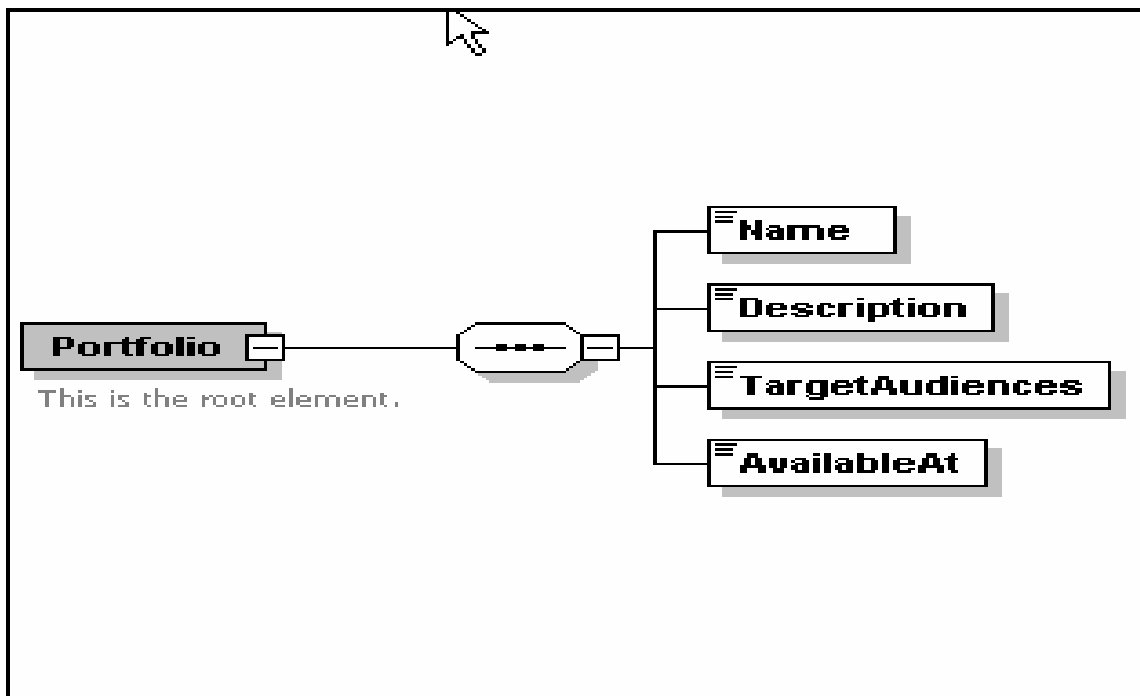 Name
Description
Portfolio
This is the root element.
TargetAudiences
AvailableAt